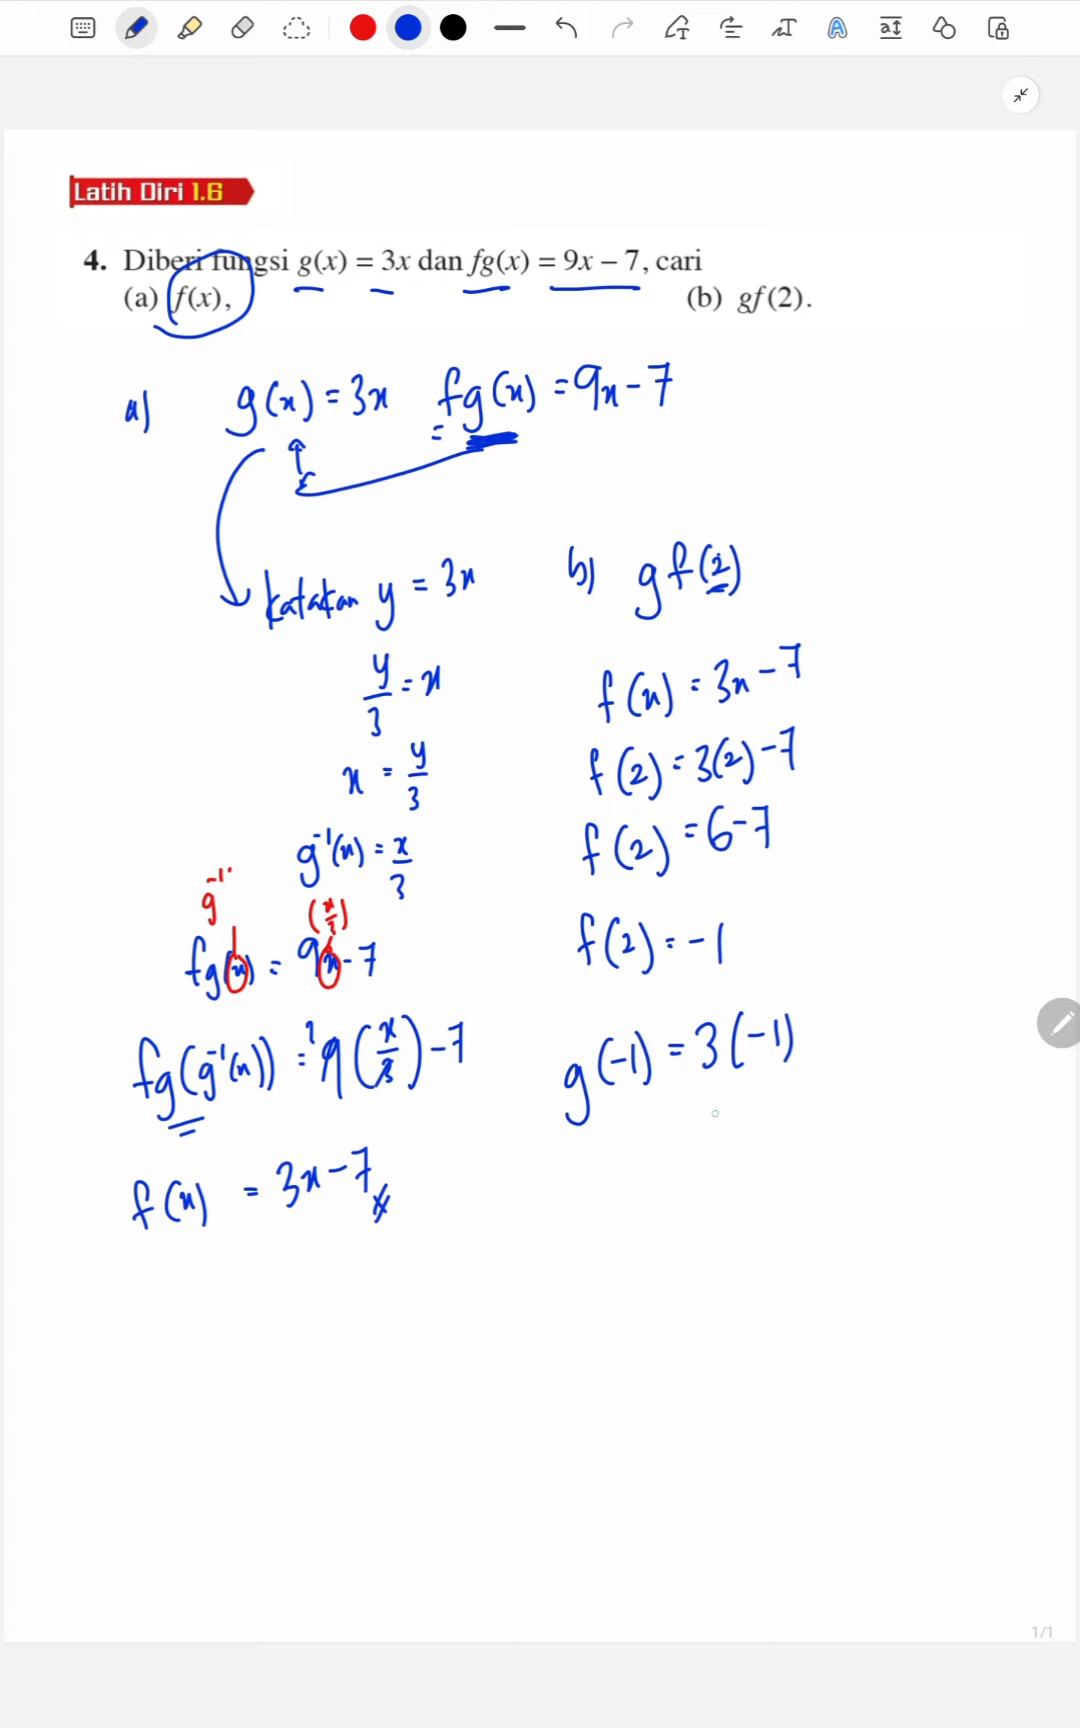 Latih Diri 1.6
4. Diberi fungsi g(x) = 3x dan fg(x) = 9x – 7, cari
(a) f(x), (b) gf(2).
a) g(x) = 3x fg(x) = 9x - 7
katakan y = 3x
y/3 = x
x = y/3
g⁻¹(x) = x/3
g⁻¹ (x/3)
fg(x) = 9x - 7
fg(g⁻¹(x)) = 9(x/3) - 7
f(x) = 3x - 7
b) gf(2)
f(x) = 3x - 7
f(2) = 3(2) - 7
f(2) = 6 - 7
f(2) = -1
g(-1) = 3(-1)
1/1